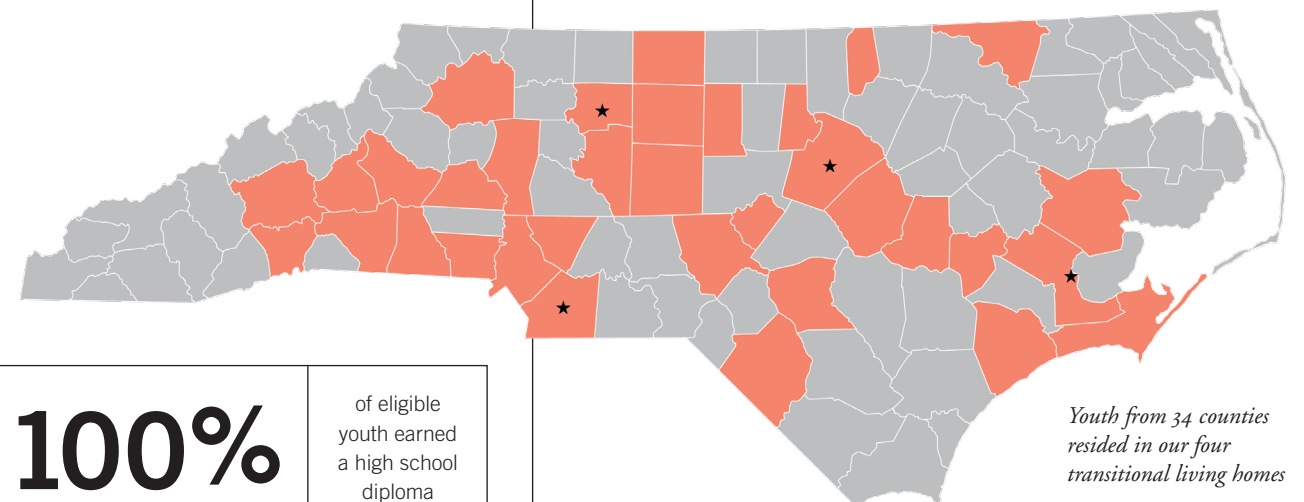 100%
of eligible
youth earned
a high school
diploma
Youth from 34 counties
resided in our four
transitional living homes